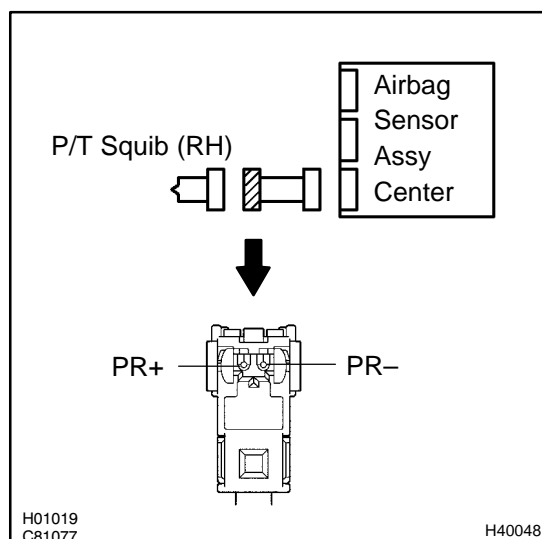 Airbag
Sensor
Assy
Center
P/T Squib (RH)
PR+
PR–
H01019
C81077
H40048